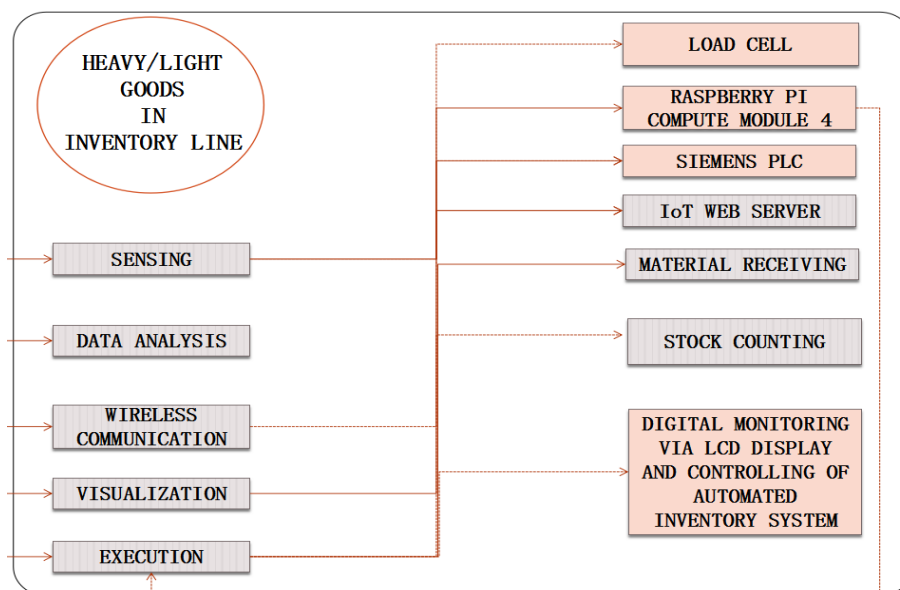 HEAVY/LIGHT
GOODS
IN
INVENTORY LINE
SENSING
DATA ANALYSIS
WIRELESS
COMMUNICATION
VISUALIZATION
EXECUTION
LOAD CELL
RASPBERRY PI
COMPUTE MODULE 4
SIEMENS PLC
IoT WEB SERVER
MATERIAL RECEIVING
STOCK COUNTING
DIGITAL MONITORING
VIA LCD DISPLAY
AND CONTROLLING OF
AUTOMATED
INVENTORY SYSTEM